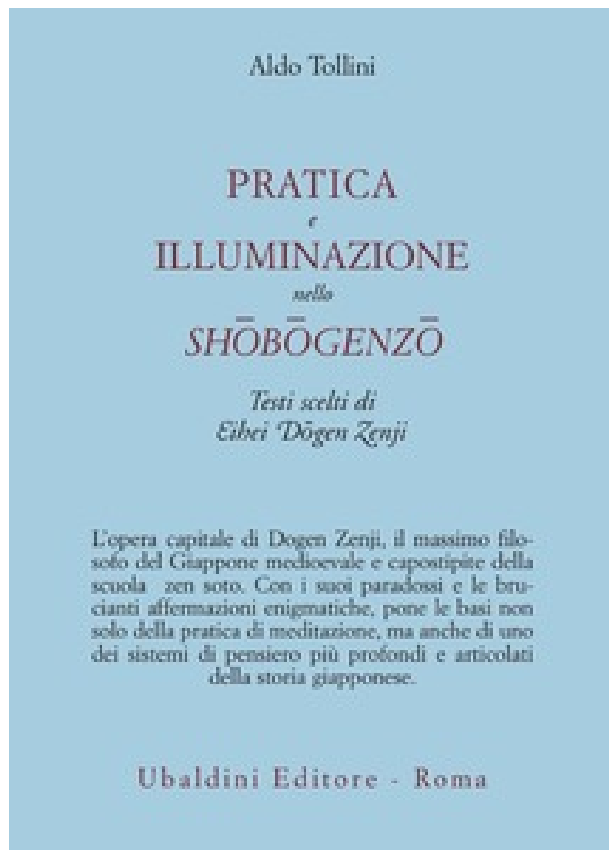 Aldo Tollini
PRATICA
e
ILLUMINAZIONE
nello
SHŌBŌGENZŌ
Testi scelti di
Eihei Dōgen Zenji
L'opera capitale di Dogen Zenji, il massimo filo-
sofo del Giappone medioevale e capostipite della
scuola zen soto. Con i suoi paradossi e le bru-
cianti affermazioni enigmatiche, pone le basi non
solo della pratica di meditazione, ma anche di uno
dei sistemi di pensiero più profondi e articolati
della storia giapponese.
Ubaldini Editore - Roma